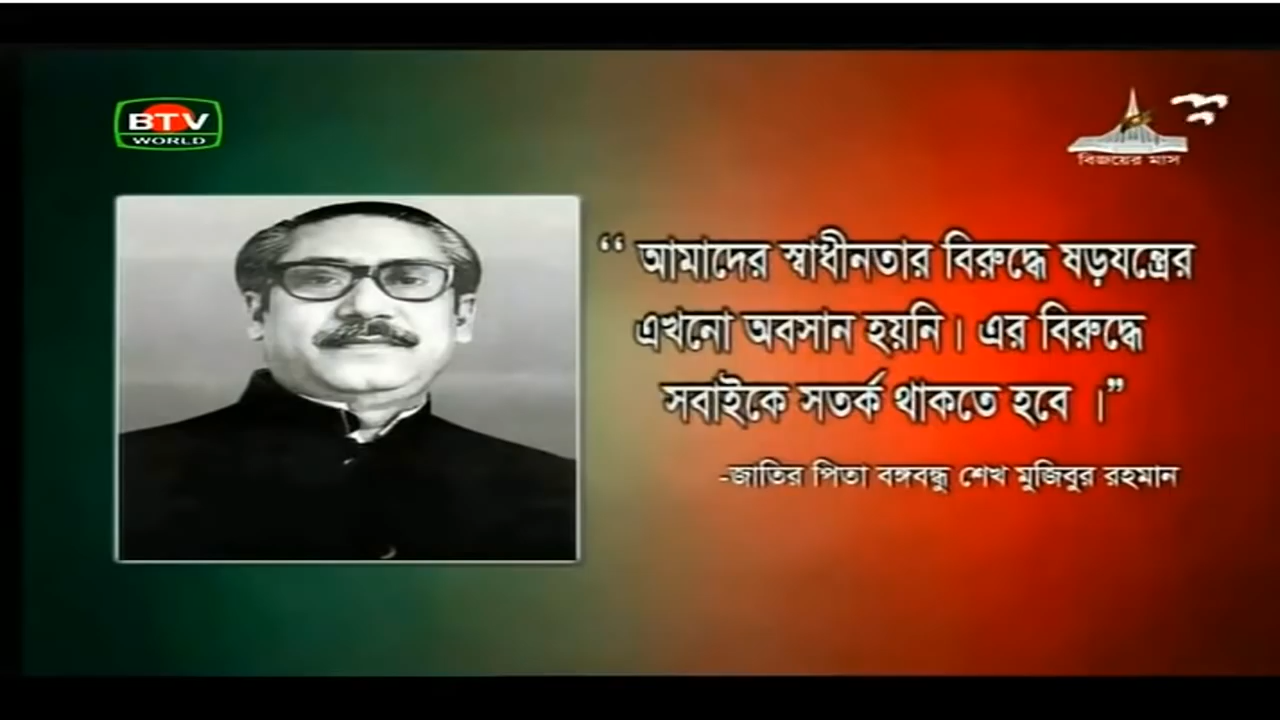 BTV
WORLD
বিজয়ের মাস
“ আমাদের স্বাধীনতার বিরুদ্ধে ষড়যন্ত্রের
এখনো অবসান হয়নি। এর বিরুদ্ধে
সবাইকে সতর্ক থাকতে হবে ।”
-জাতির পিতা বঙ্গবন্ধু শেখ মুজিবুর রহমান